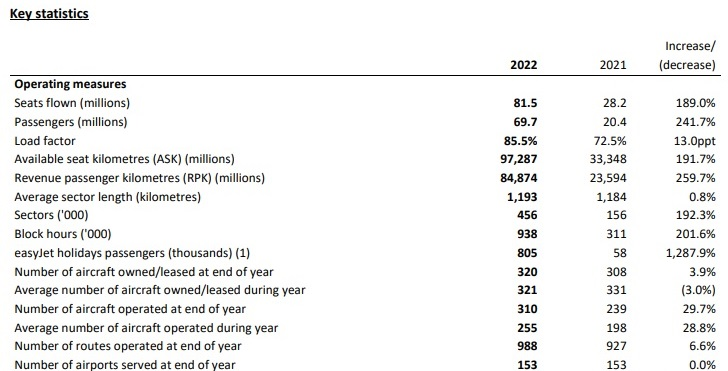 Key statistics
Increase/
2022 2021 (decrease)
Operating measures
Seats flown (millions) 81.5 28.2 189.0%
Passengers (millions) 69.7 20.4 241.7%
Load factor 85.5% 72.5% 13.0ppt
Available seat kilometres (ASK) (millions) 97,287 33,348 191.7%
Revenue passenger kilometres (RPK) (millions) 84,874 23,594 259.7%
Average sector length (kilometres) 1,193 1,184 0.8%
Sectors ('000) 456 156 192.3%
Block hours ('000) 938 311 201.6%
easyJet holidays passengers (thousands) (1) 805 58 1,287.9%
Number of aircraft owned/leased at end of year 320 308 3.9%
Average number of aircraft owned/leased during year 321 331 (3.0%)
Number of aircraft operated at end of year 310 239 29.7%
Average number of aircraft operated during year 255 198 28.8%
Number of routes operated at end of year 988 927 6.6%
Number of airports served at end of year 153 153 0.0%